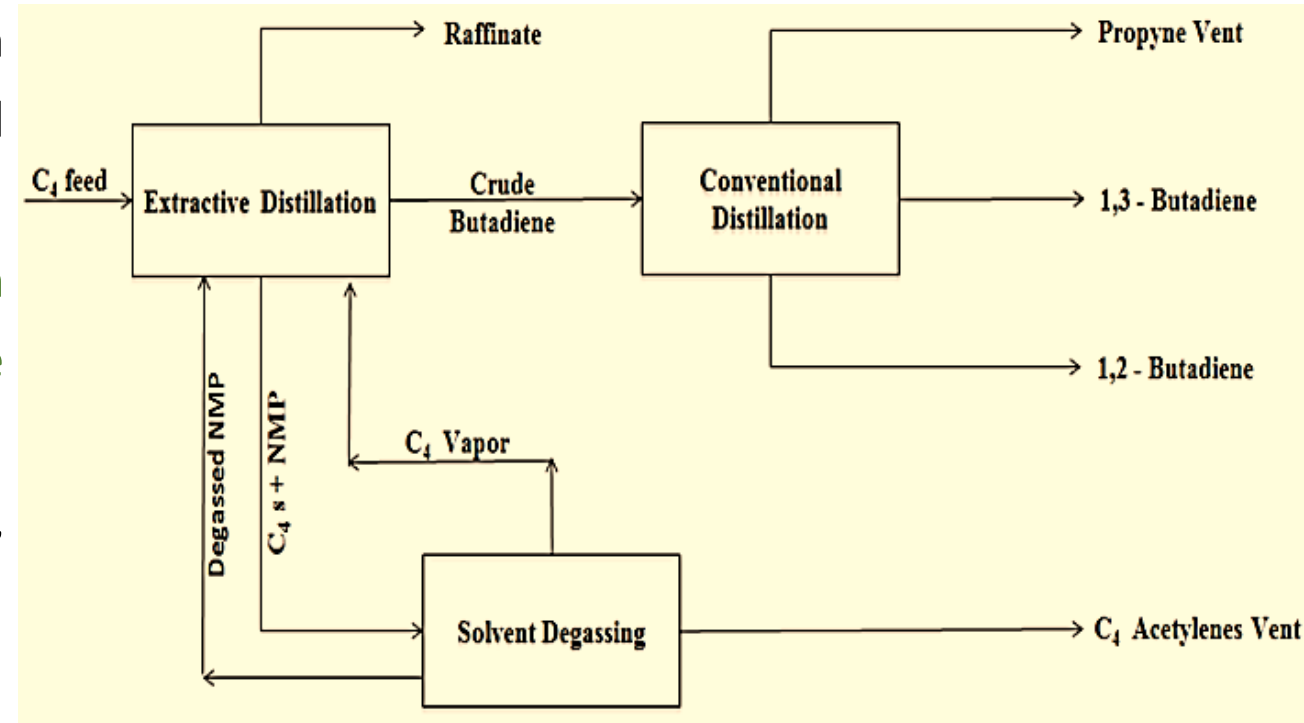 Raffinate
Propyne Vent
C₄ feed
Extractive Distillation
Crude
Butadiene
Conventional
Distillation
1,3 - Butadiene
1,2 - Butadiene
Degassed NMP
C₄ s + NMP
C₄ Vapor
Solvent Degassing
C₄ Acetylenes Vent